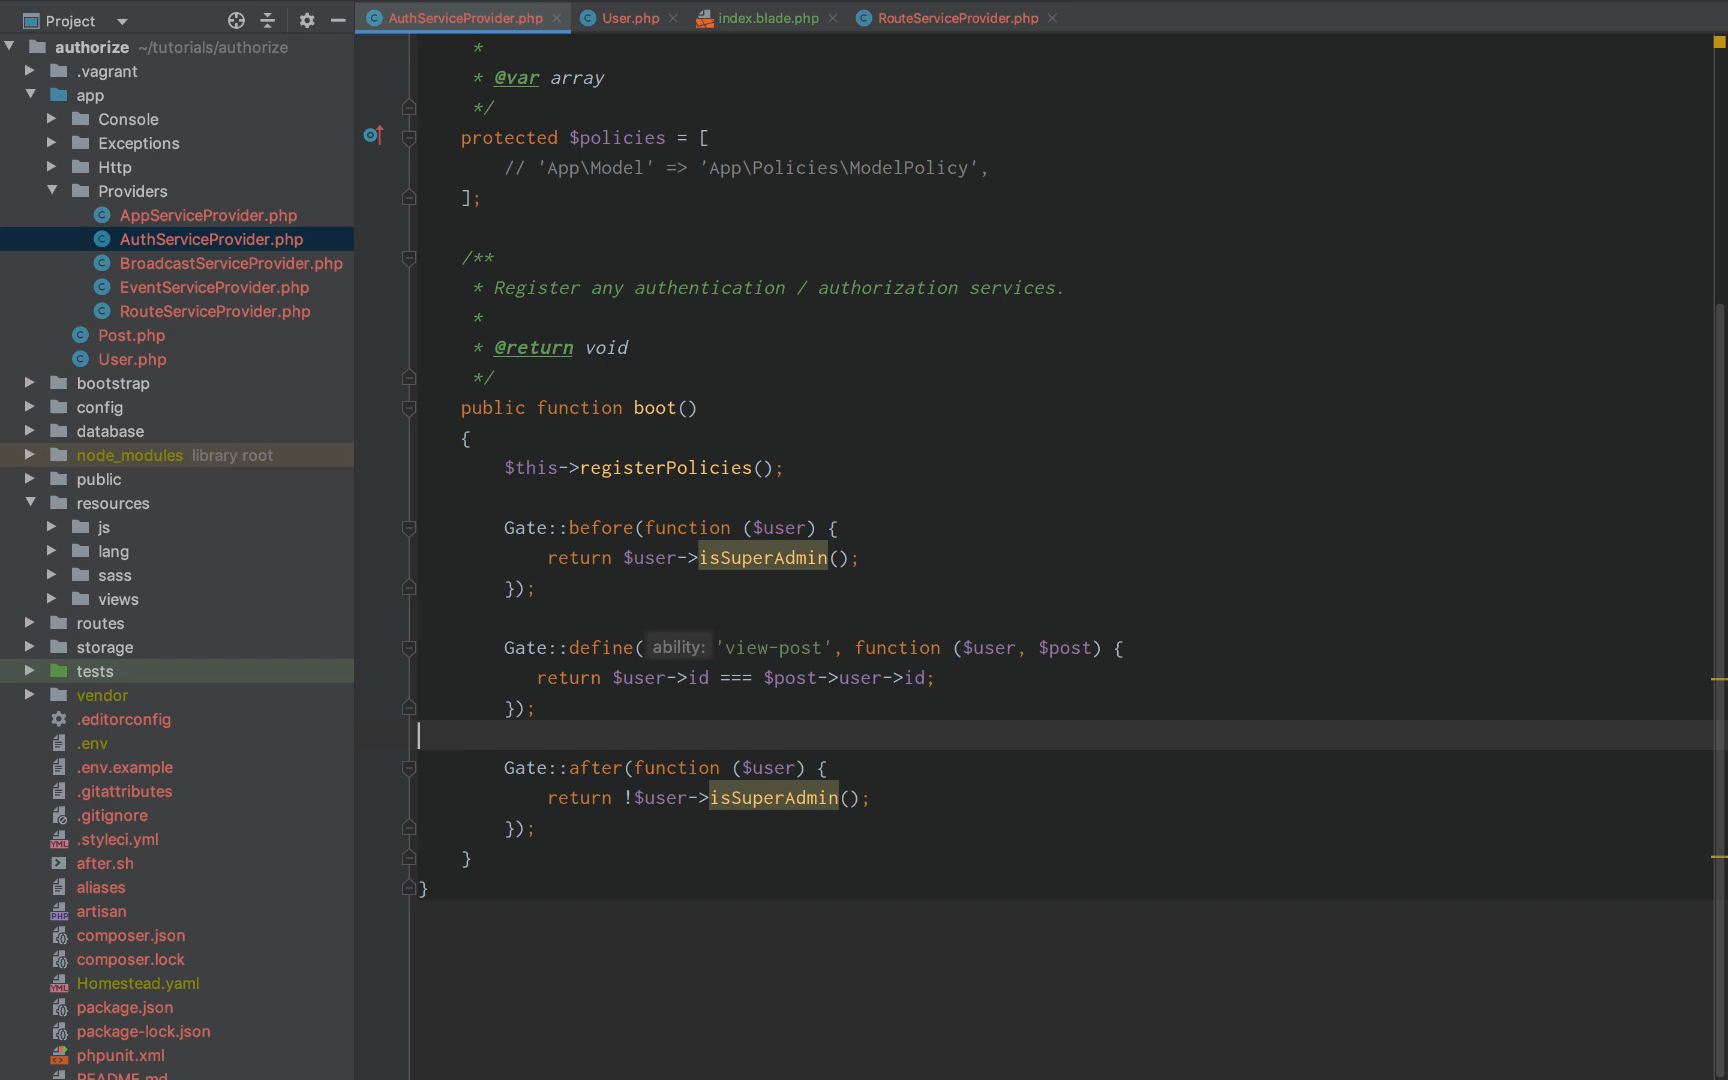 Project
AuthServiceProvider.php
User.php
index.blade.php
RouteServiceProvider.php
authorize ~/tutorials/authorize
.vagrant
app
Console
Exceptions
Http
Providers
AppServiceProvider.php
AuthServiceProvider.php
BroadcastServiceProvider.php
EventServiceProvider.php
RouteServiceProvider.php
Post.php
User.php
bootstrap
config
database
node_modules library root
public
resources
js
lang
sass
views
routes
storage
tests
vendor
.editorconfig
.env
.env.example
.gitattributes
.gitignore
.styleci.yml
after.sh
aliases
artisan
composer.json
composer.lock
Homestead.yaml
package.json
package-lock.json
phpunit.xml
README.md
*
* @var array
*/
protected $policies = [
// 'App\Model' => 'App\Policies\ModelPolicy',
];
/**
* Register any authentication / authorization services.
*
* @return void
*/
public function boot()
{
$this->registerPolicies();
Gate::before(function ($user) {
return $user->isSuperAdmin();
});
Gate::define( ability: 'view-post', function ($user, $post) {
return $user->id === $post->user->id;
});
Gate::after(function ($user) {
return !$user->isSuperAdmin();
});
}
}